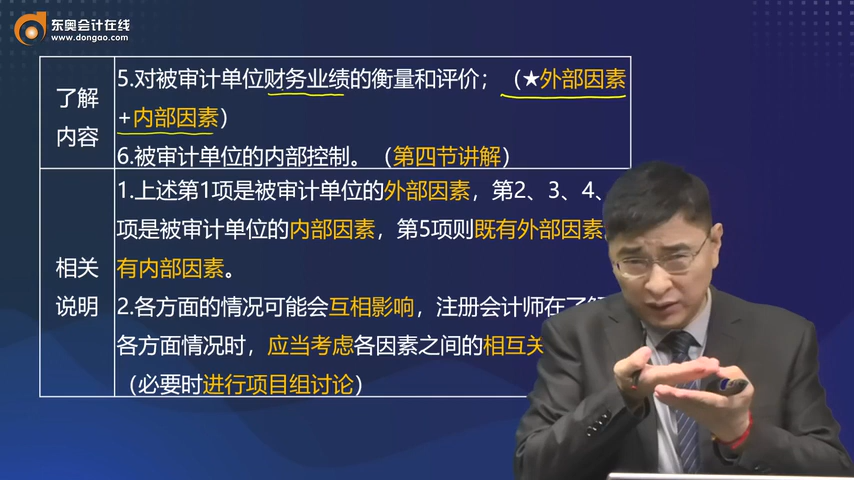 东奥会计在线
www.dongao.com
5.对被审计单位财务业绩的衡量和评价；（★外部因素
+内部因素）
了解
内容
6.被审计单位的内部控制。（第四节讲解）
1.上述第1项是被审计单位的外部因素，第2、3、4、
项是被审计单位的内部因素，第5项则既有外部因素
有内部因素。
相关
说明
2.各方面的情况可能会互相影响，注册会计师在了解
各方面情况时，应当考虑各因素之间的相互关
（必要时进行项目组讨论）